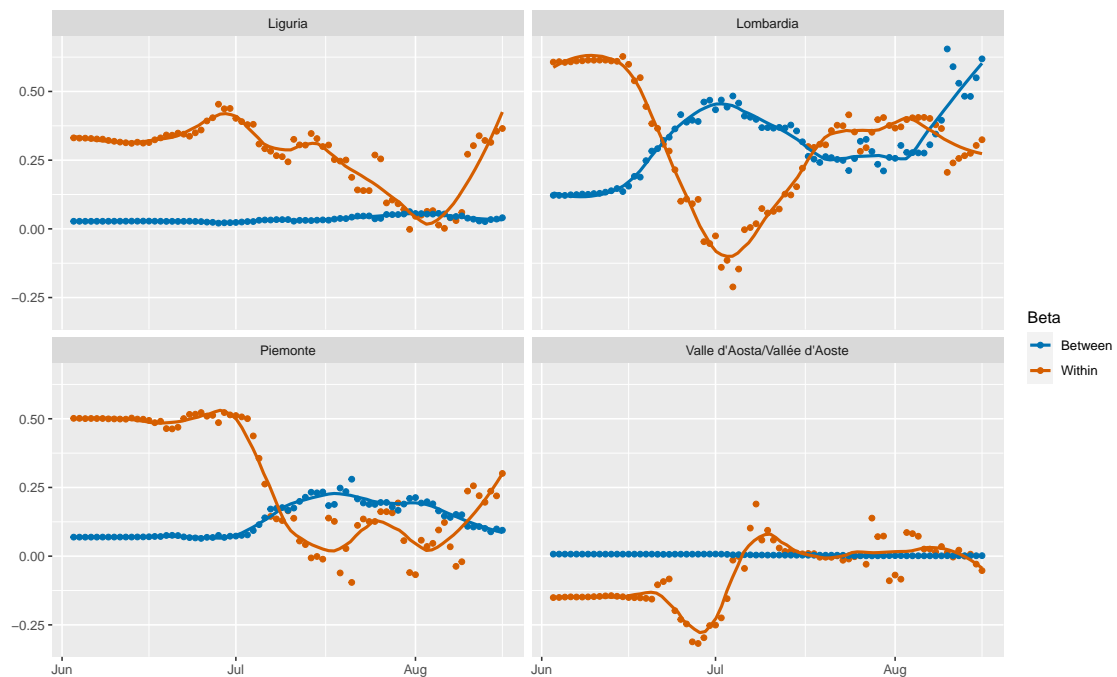 Liguria
Lombardia
0.50
0.25
0.00
−0.25
Piemonte
Valle d'Aosta/Vallée d'Aoste
0.50
0.25
0.00
−0.25
Jun
Jul
Aug
Jun
Jul
Aug
Beta
Between
Within